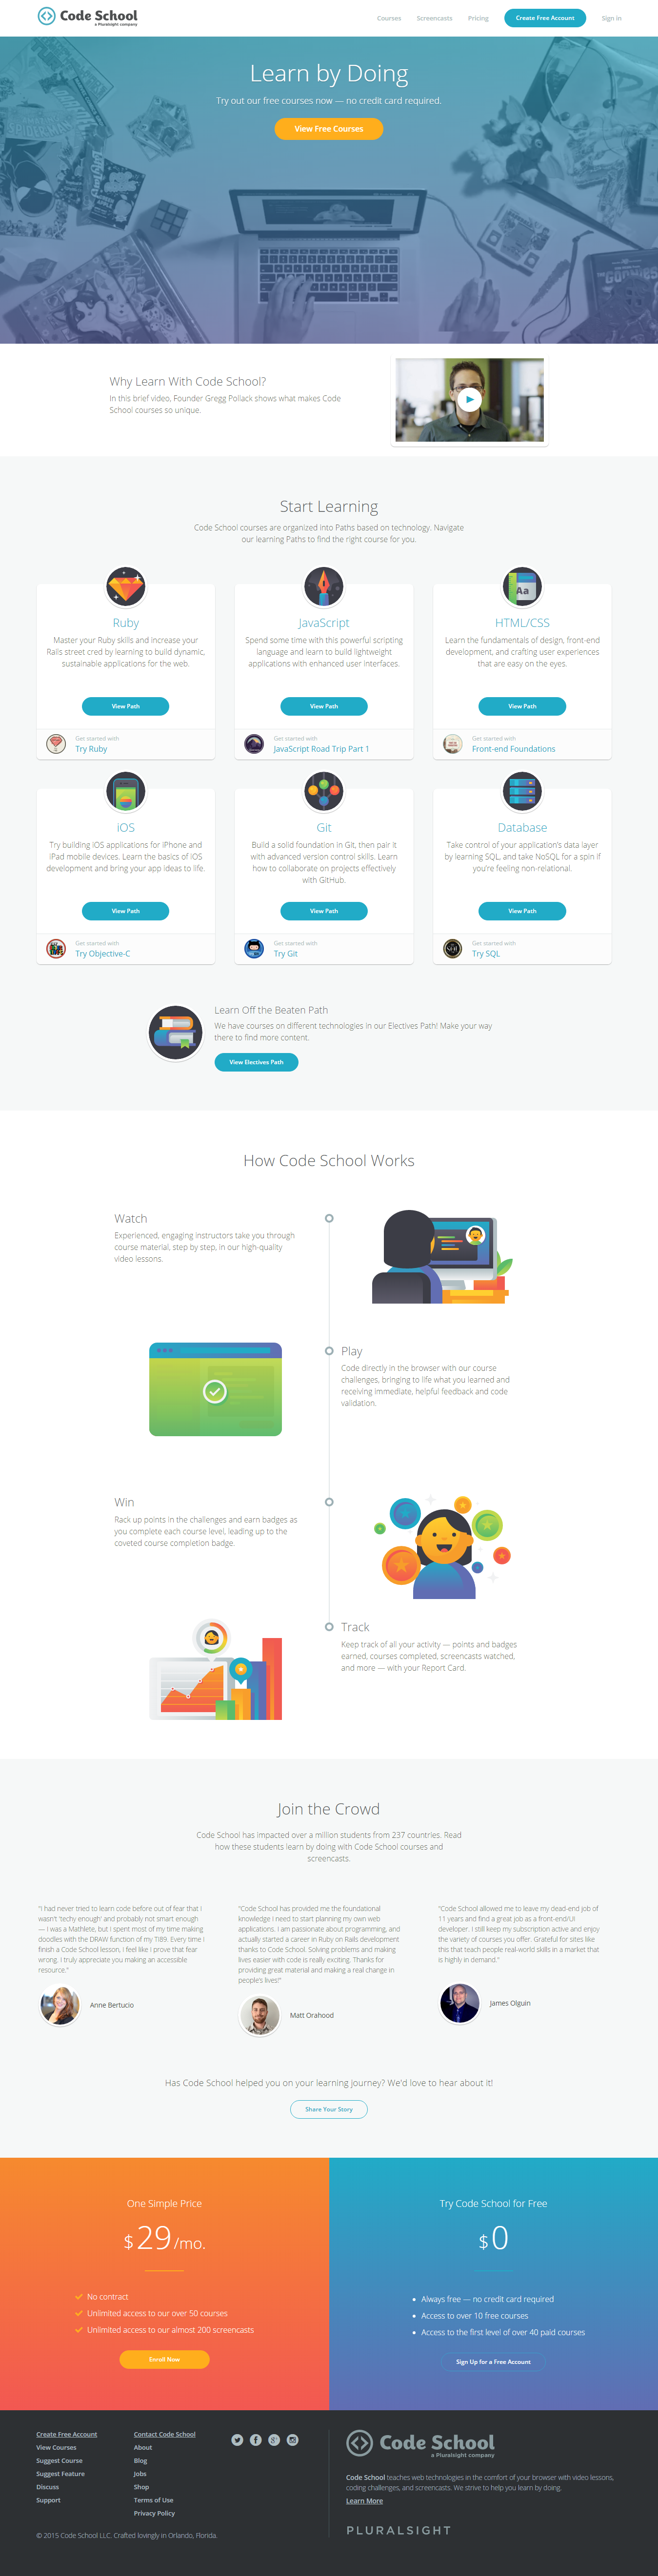 Code School
a Pluralsight company
Courses
Screencasts
Pricing
Create Free Account
Sign in
Learn by Doing
Try out our free courses now — no credit card required.
View Free Courses
THE GOONIES
Why Learn With Code School?
In this brief video, Founder Gregg Pollack shows what makes Code
School courses so unique.
Start Learning
Code School courses are organized into Paths based on technology. Navigate
our learning Paths to find the right course for you.
Ruby
Master your Ruby skills and increase your
Rails street cred by learning to build dynamic,
sustainable applications for the web.
View Path
Get started with
Try Ruby
JavaScript
Spend some time with this powerful scripting
language and learn to build lightweight
applications with enhanced user interfaces.
View Path
Get started with
JavaScript Road Trip Part 1
Aa
HTML/CSS
Learn the fundamentals of design, front-end
development, and crafting user experiences
that are easy on the eyes.
View Path
Get started with
Front-end Foundations
iOS
Try building iOS applications for iPhone and
iPad mobile devices. Learn the basics of iOS
development and bring your app ideas to life.
View Path
Get started with
Try Objective-C
Git
Build a solid foundation in Git, then pair it
with advanced version control skills. Learn
how to collaborate on projects effectively
with GitHub.
View Path
Get started with
Try Git
Database
Take control of your application's data layer
by learning SQL, and take NoSQL for a spin if
you're feeling non-relational.
View Path
Get started with
Try SQL
Learn Off the Beaten Path
We have courses on different technologies in our Electives Path! Make your way
there to find more content.
View Electives Path
How Code School Works
Watch
Experienced, engaging instructors take you through
course material, step by step, in our high-quality
video lessons.
Play
Code directly in the browser with our course
challenges, bringing to life what you learned and
receiving immediate, helpful feedback and code
validation.
Win
Rack up points in the challenges and earn badges as
you complete each course level, leading up to the
coveted course completion badge.
Track
Keep track of all your activity — points and badges
earned, courses completed, screencasts watched,
and more — with your Report Card.
Join the Crowd
Code School has impacted over a million students from 237 countries. Read
how these students learn by doing with Code School courses and
screencasts.
"I had never tried to learn code before out of fear that I
wasn't 'techy enough' and probably not smart enough
— I was a Mathlete, but I spent most of my time making
doodles with the DRAW function of my TI89. Every time I
finish a Code School lesson, I feel like I prove that fear
wrong. I truly appreciate you making an accessible
resource."
Anne Bertucio
"Code School has provided me the foundational
knowledge I need to start planning my own web
applications. I am passionate about programming, and
actually started a career in Ruby on Rails development
thanks to Code School. Solving problems and making
lives easier with code is really exciting. Thanks for
providing great material and making a real change in
people's lives!"
Matt Orahood
"Code School allowed me to leave my dead-end job of
11 years and find a great job as a front-end/UI
developer. I still keep my subscription active and enjoy
the variety of courses you offer. Grateful for sites like
this that teach people real-world skills in a market that
is highly in demand."
James Olguin
Has Code School helped you on your learning journey? We'd love to hear about it!
Share Your Story
One Simple Price
$29/mo.
No contract
Unlimited access to our over 50 courses
Unlimited access to our almost 200 screencasts
Enroll Now
Try Code School for Free
$0
Always free — no credit card required
Access to over 10 free courses
Access to the first level of over 40 paid courses
Sign Up for a Free Account
Create Free Account
View Courses
Suggest Course
Suggest Feature
Discuss
Support
Contact Code School
About
Blog
Jobs
Shop
Terms of Use
Privacy Policy
© 2015 Code School LLC. Crafted lovingly in Orlando, Florida.
Code School
a Pluralsight company
Code School teaches web technologies in the comfort of your browser with video lessons,
coding challenges, and screencasts. We strive to help you learn by doing.
Learn More
PLURALSIGHT